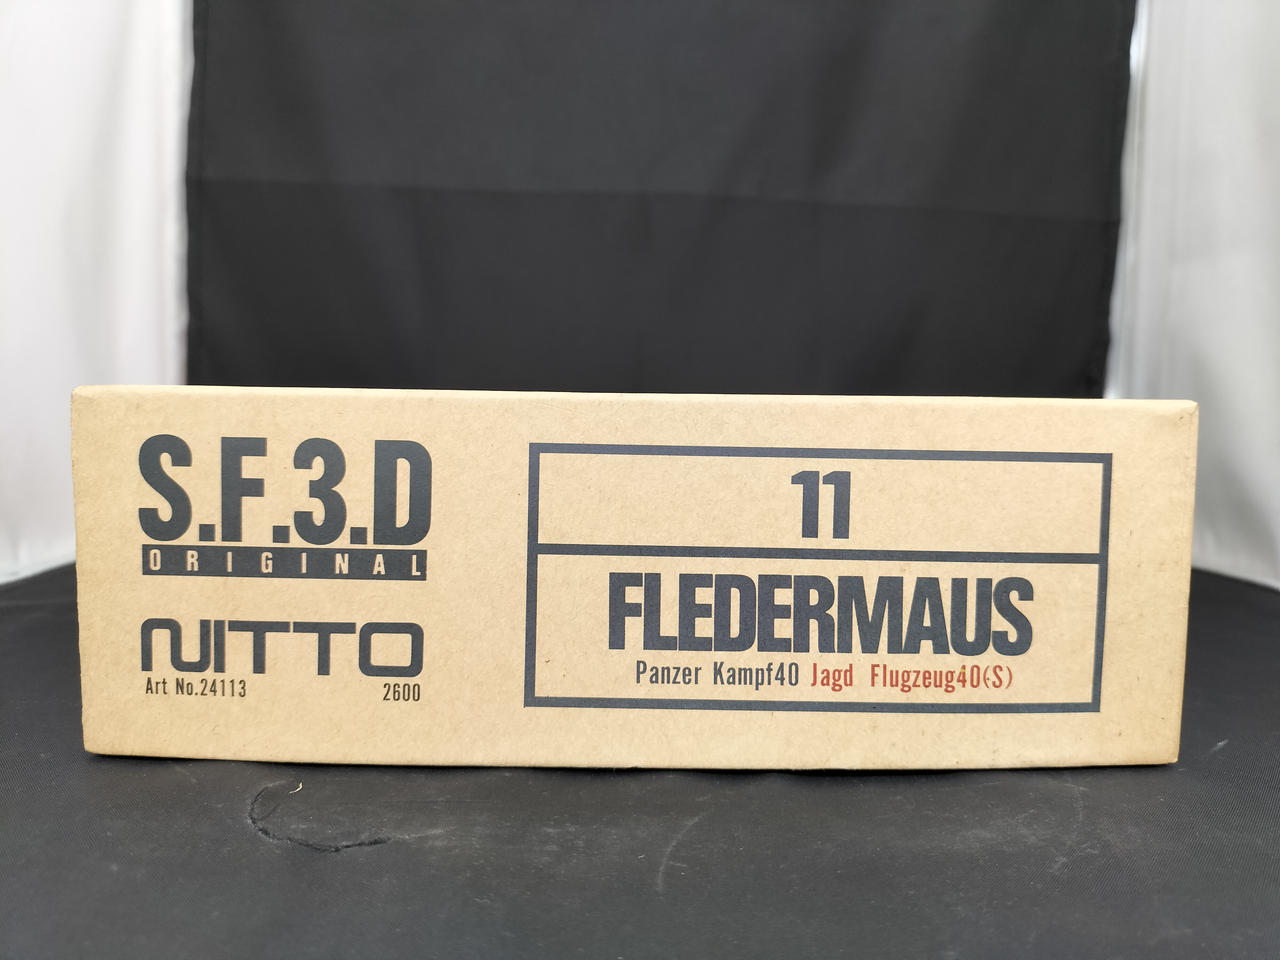 S.F.3.D
ORIGINAL
NITTO
Art No.24113 2600
11
FLEDERMAUS
Panzer Kampf40 Jagd Flugzeug40(S)